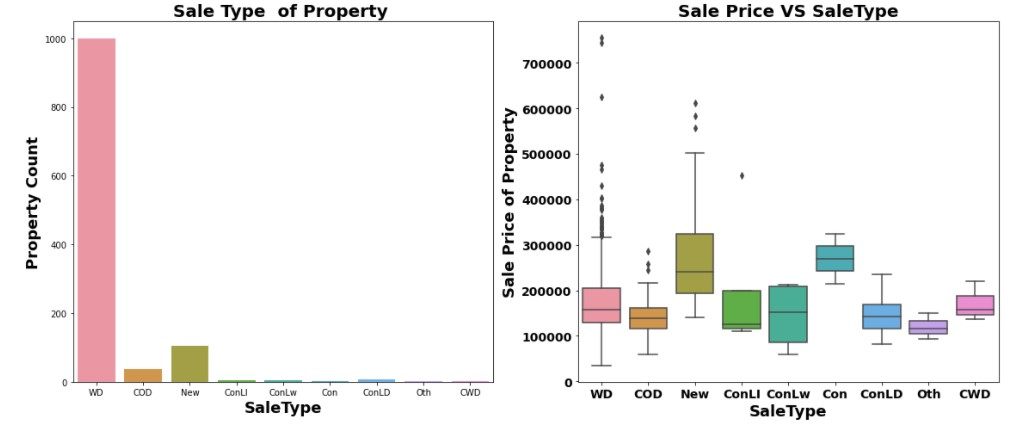 Sale Type  of Property
Property Count
1000
800
600
400
200
0
WD COD New ConLI ConLw Con ConLD Oth CWD
SaleType
Sale Price VS SaleType
Sale Price of Property
700000
600000
500000
400000
300000
200000
100000
0
WD COD New ConLI ConLw Con ConLD Oth CWD
SaleType